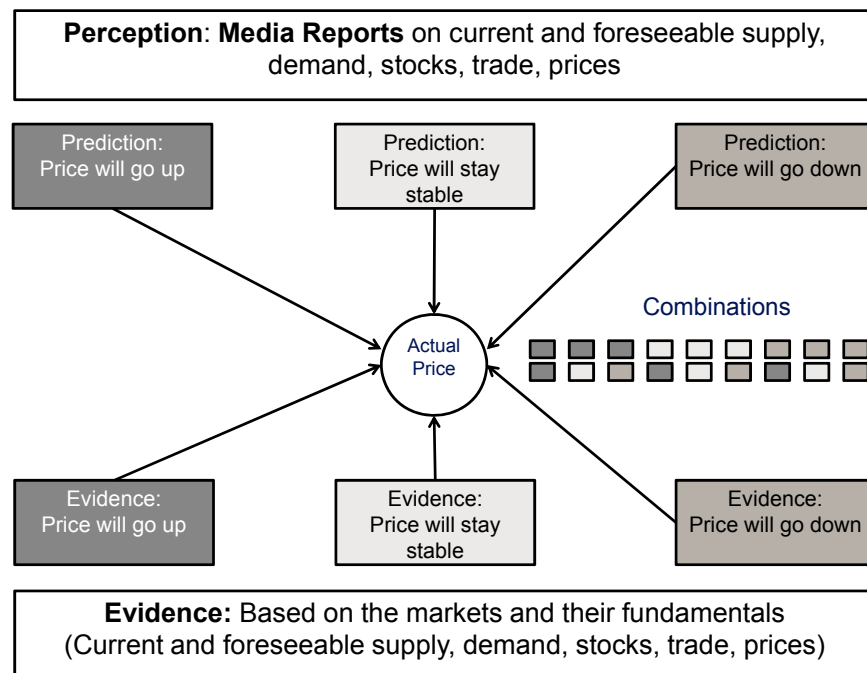 Perception: Media Reports on current and foreseeable supply,
demand, stocks, trade, prices
Prediction:
Price will go up
Prediction:
Price will stay
stable
Prediction:
Price will go down
Combinations
Actual
Price
Evidence:
Price will go up
Evidence:
Price will stay
stable
Evidence:
Price will go down
Evidence: Based on the markets and their fundamentals
(Current and foreseeable supply, demand, stocks, trade, prices)